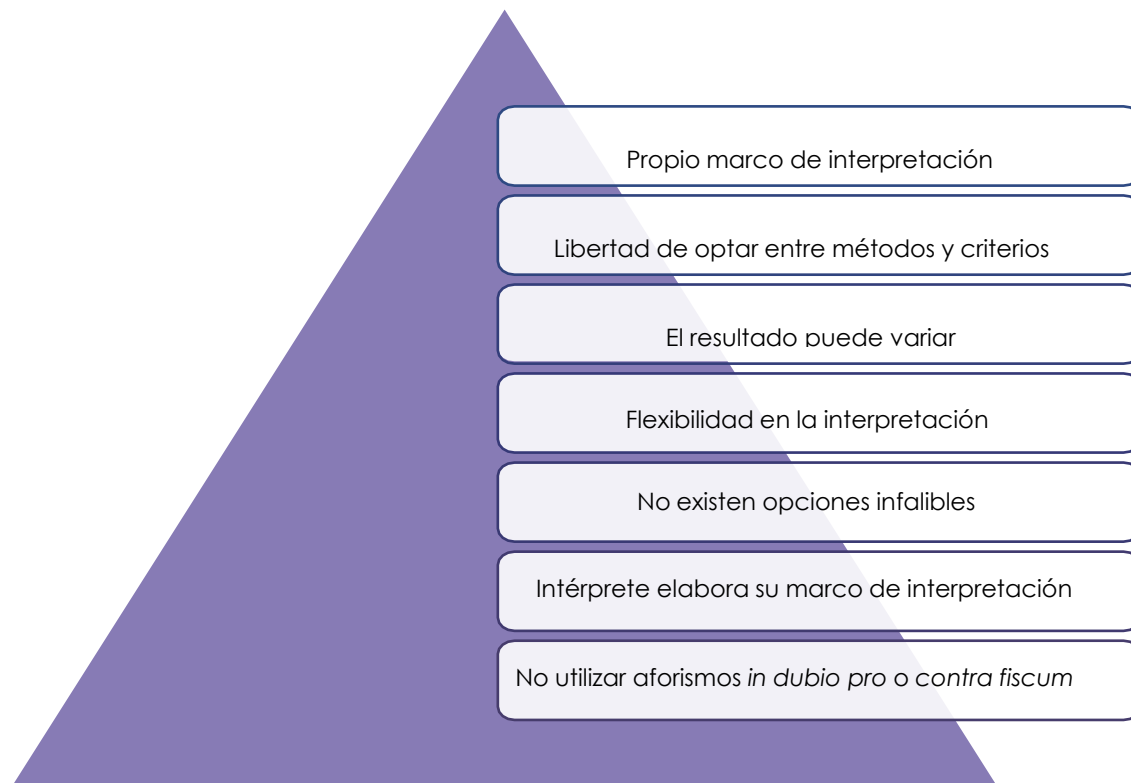 Propio marco de interpretación
Libertad de optar entre métodos y criterios
El resultado puede variar
Flexibilidad en la interpretación
No existen opciones infalibles
Intérprete elabora su marco de interpretación
No utilizar aforismos in dubio pro o contra fiscum